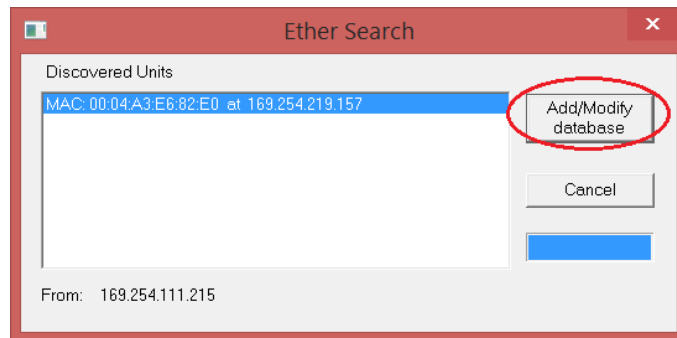 Ether Search
Discovered Units
MAC: 00:04:A3:E6:82:E0 at 169.254.219.157
Add/Modify
database
Cancel
From: 169.254.111.215